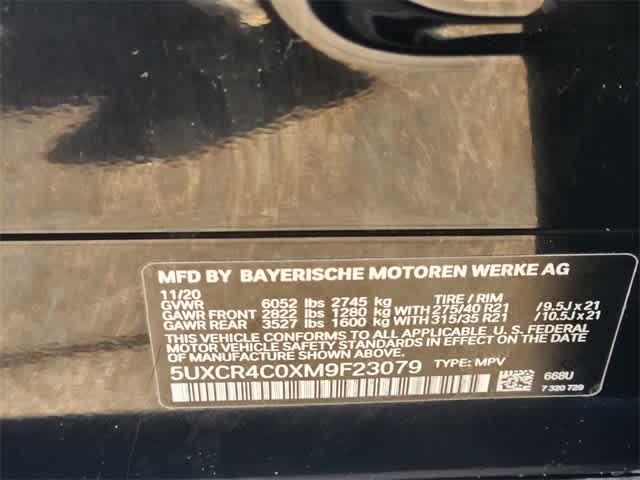 MFD BY BAYERISCHE MOTOREN WERKE AG
11/20
GVWR 6052 lbs 2745 kg TIRE / RIM
GAWR FRONT 2822 lbs 1280 kg WITH 275/40 R21 /9.5J x 21
GAWR REAR 3527 lbs 1600 kg WITH 315/35 R21 /10.5J x 21
THIS VEHICLE CONFORMS TO ALL APPLICABLE U. S. FEDERAL
MOTOR VEHICLE SAFETY STANDARDS IN EFFECT ON THE DATE
OF MANUFACTURE SHOWN ABOVE.
5UXCR4C0XM9F23079 TYPE: MPV
668U
7 320 729